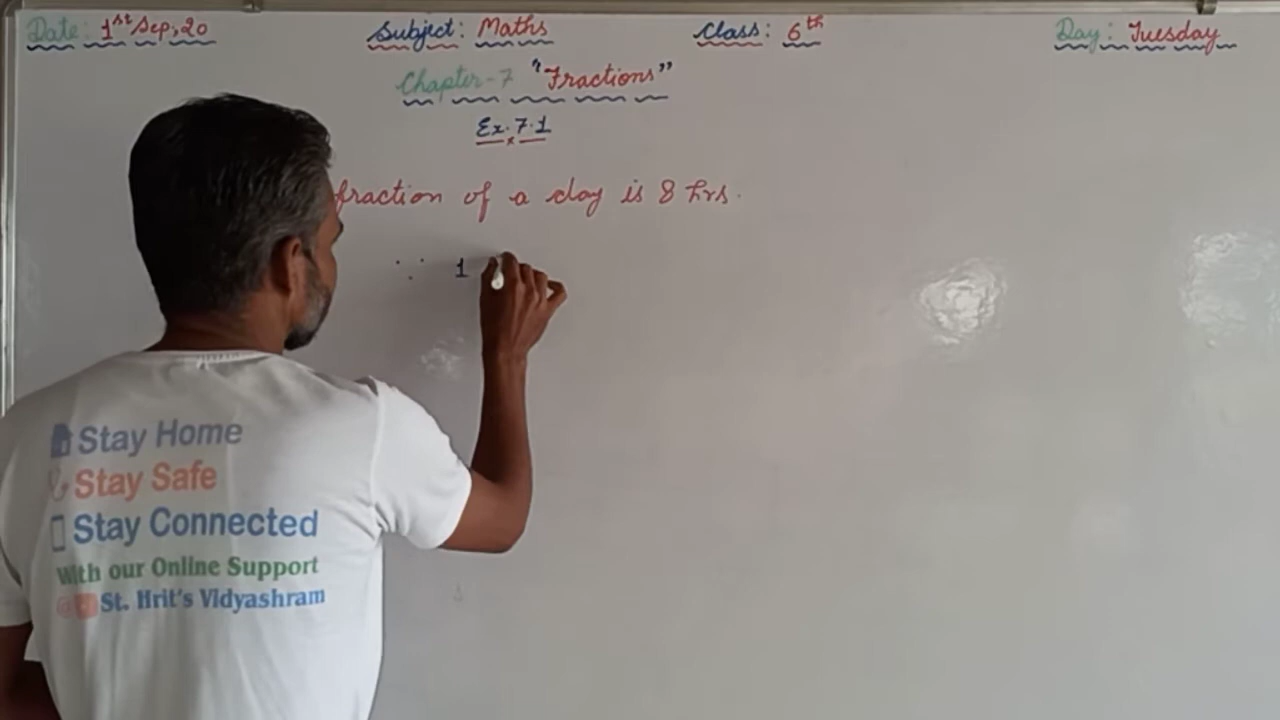 Date: 1st Sep, 20 Subject: Maths Class: 6th Day: Tuesday
Chapter-7 "Fractions"
Ex. 7.1
fraction of a day is 8 hrs.
∵ 1
Stay Home
Stay Safe
Stay Connected
With our Online Support
St. Hrit's Vidyashram